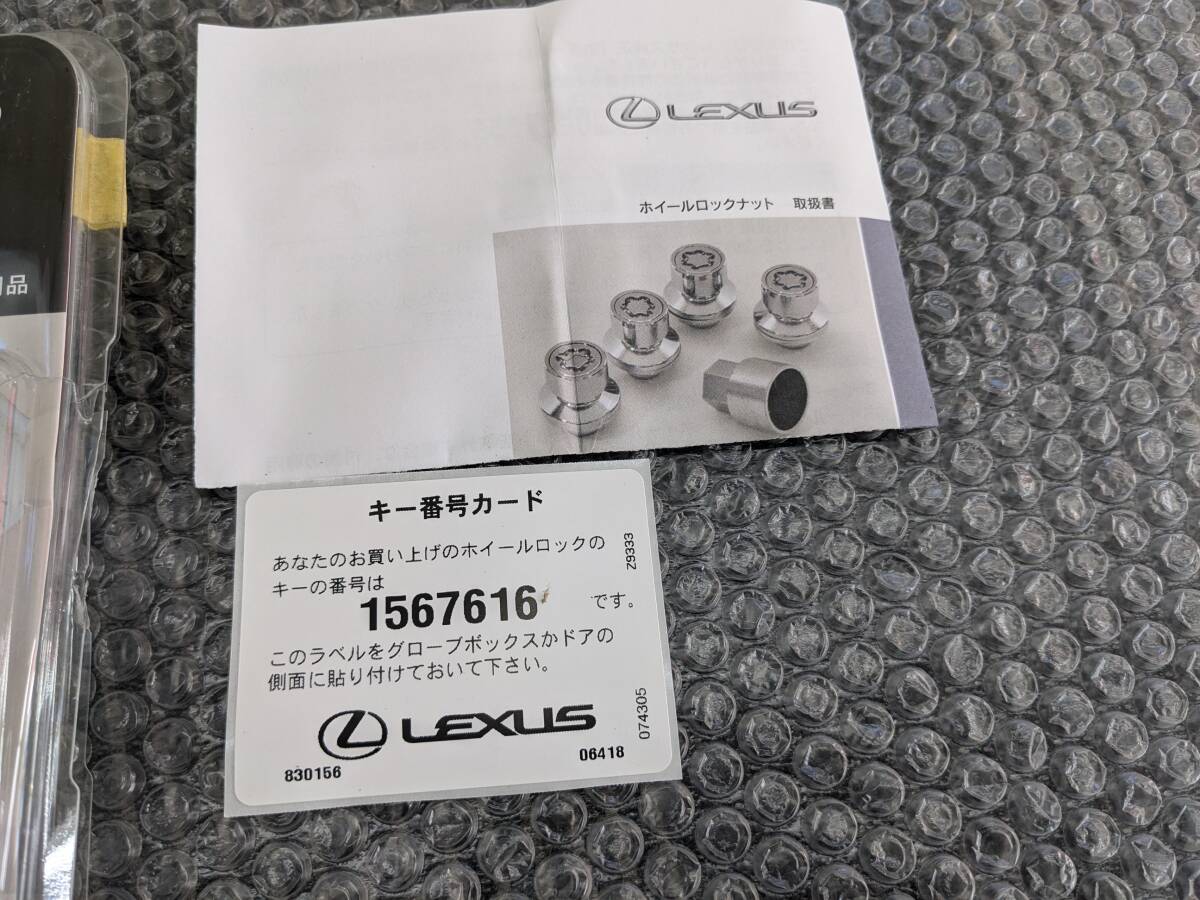 LEXUS
ホイールロックナット 取扱書
キー番号カード
あなたのお買い上げのホイールロックの
キーの番号は
1567616 です。
このラベルをグローブボックスかドアの
側面に貼り付けておいて下さい。
LEXUS
830156
06418
Z9333
074305
品